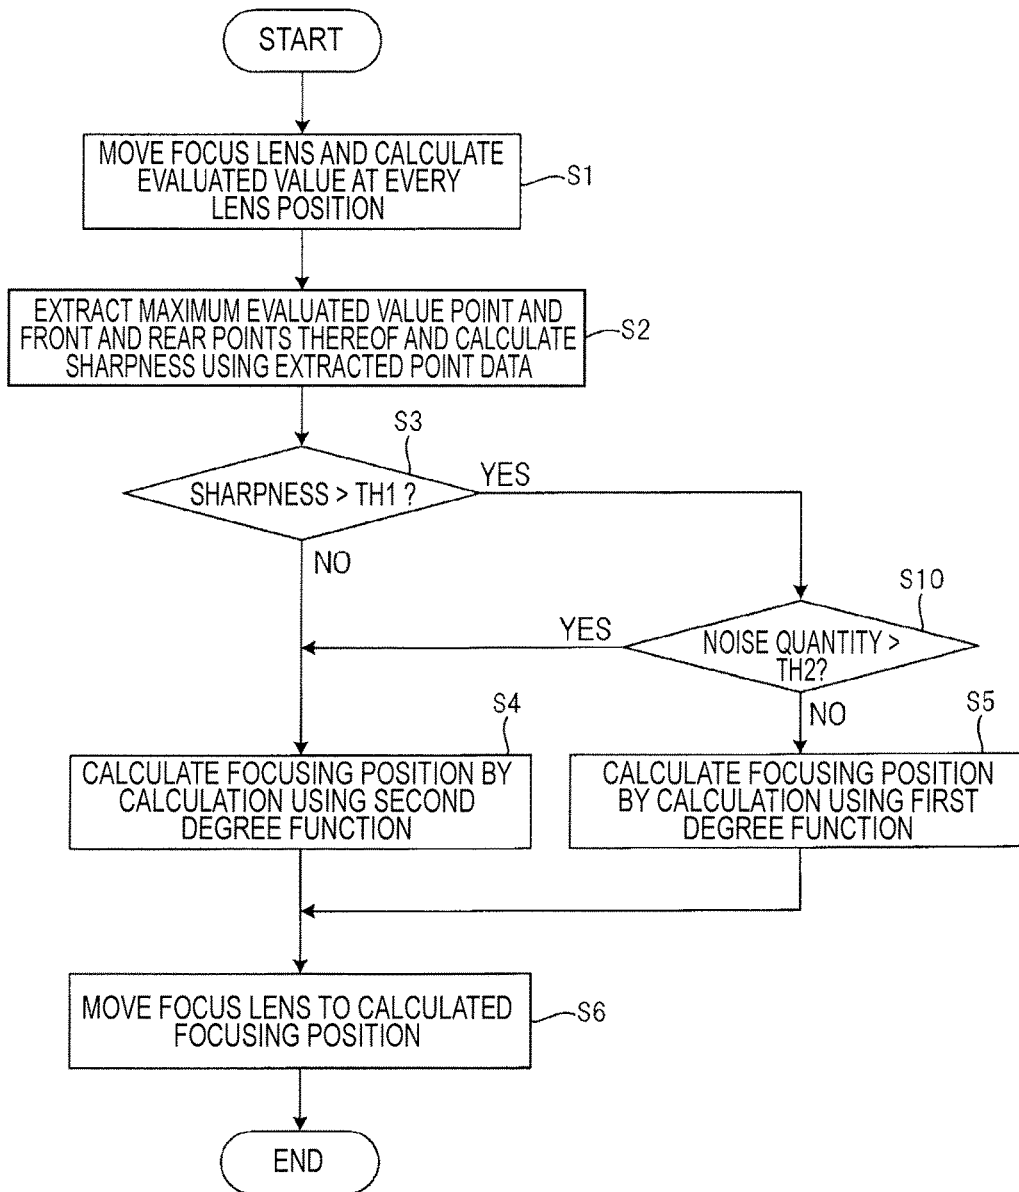 START
MOVE FOCUS LENS AND CALCULATE
EVALUATED VALUE AT EVERY
LENS POSITION
S1
EXTRACT MAXIMUM EVALUATED VALUE POINT AND
FRONT AND REAR POINTS THEREOF AND CALCULATE
SHARPNESS USING EXTRACTED POINT DATA
S2
S3
SHARPNESS > TH1 ?
YES
NO
S10
NOISE QUANTITY >
TH2?
YES
NO
S4
CALCULATE FOCUSING POSITION BY
CALCULATION USING SECOND
DEGREE FUNCTION
S5
CALCULATE FOCUSING POSITION
BY CALCULATION USING FIRST
DEGREE FUNCTION
MOVE FOCUS LENS TO CALCULATED
FOCUSING POSITION
S6
END